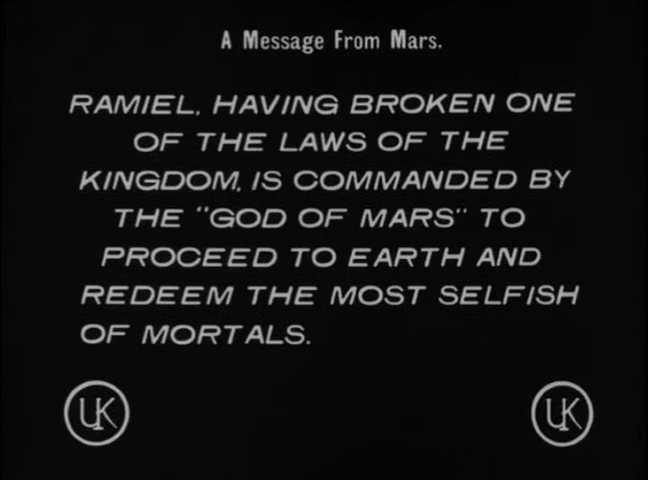 A Message From Mars.
RAMIEL, HAVING BROKEN ONE
OF THE LAWS OF THE
KINGDOM, IS COMMANDED BY
THE "GOD OF MARS" TO
PROCEED TO EARTH AND
REDEEM THE MOST SELFISH
OF MORTALS.
UK UK